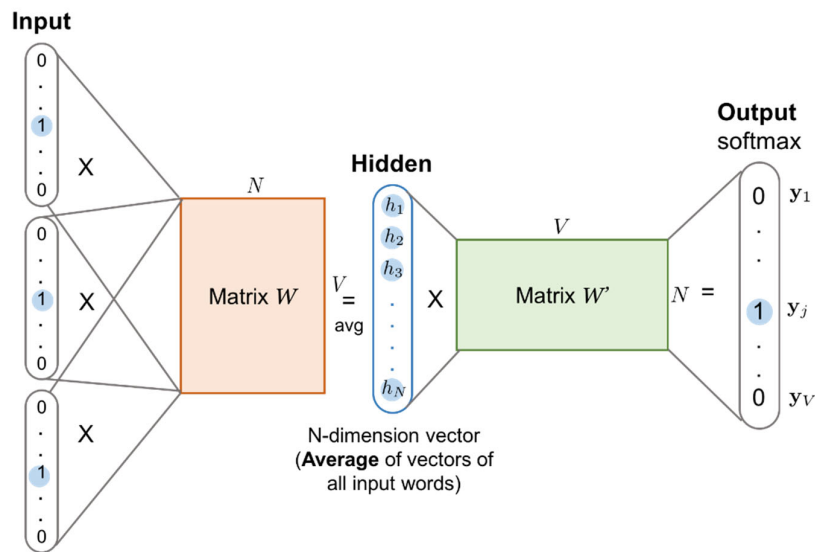 Input
0
.
.
1
.
.
0
X
0
.
.
1
.
.
0
X
0
.
.
.
1
.
.
0
X
N
Matrix W
V
=
avg
Hidden
h₁
h₂
h₃
.
.
.
.
hN
N-dimension vector
(Average of vectors of
all input words)
X
V
Matrix W'
N =
Output
softmax
0 y₁
.
.
1 yⱼ
.
.
0 yV